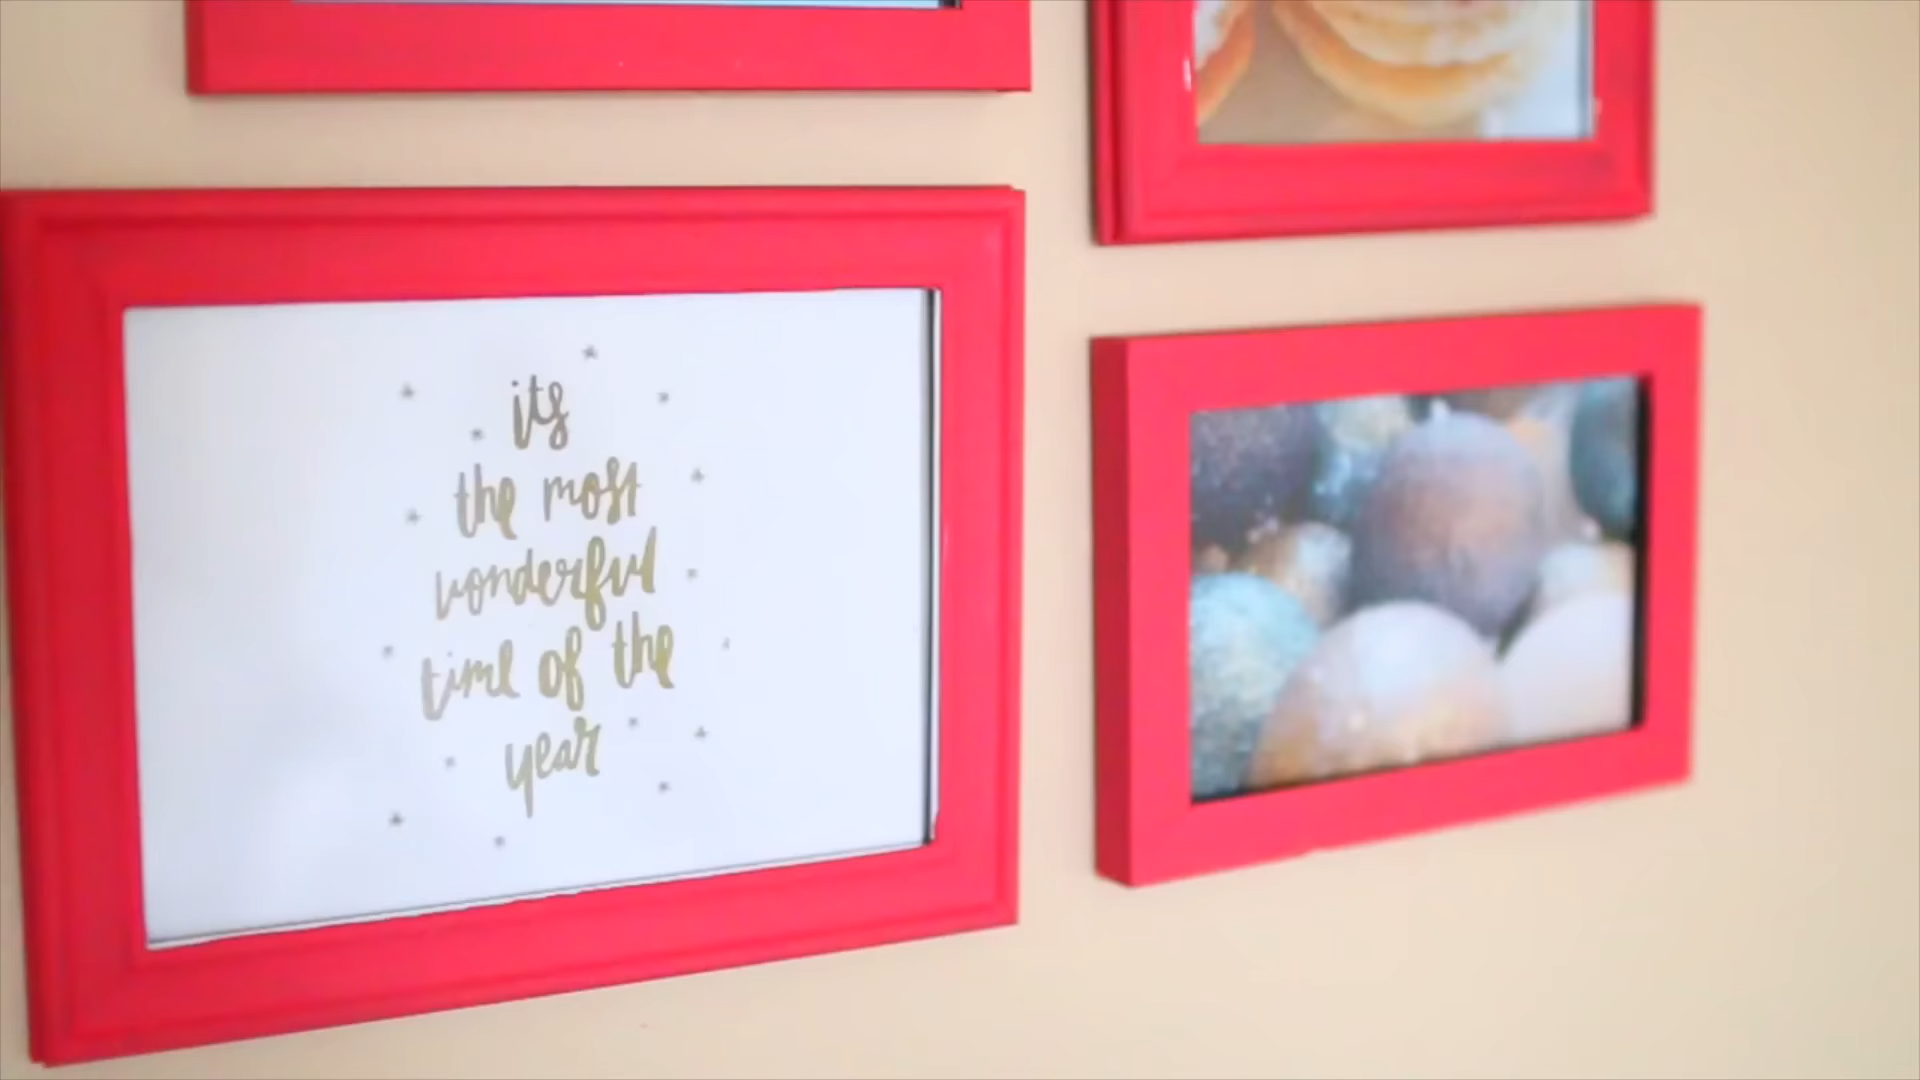 its
the most
wonderful
time of the
year